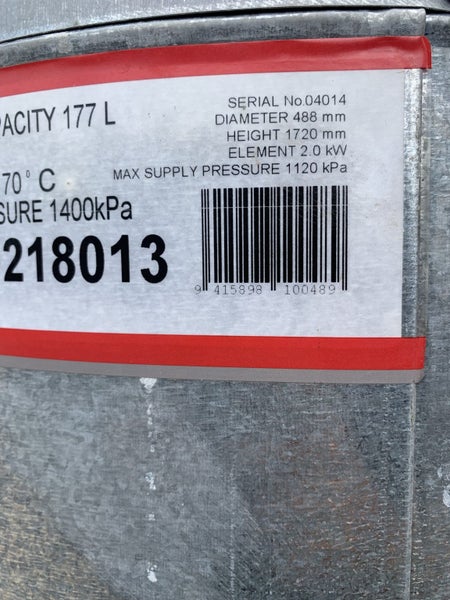 PACITY 177 L
SERIAL No.04014
DIAMETER 488 mm
HEIGHT 1720 mm
ELEMENT 2.0 kW
MAX SUPPLY PRESSURE 1120 kPa
70° C
SURE 1400kPa
218013
9 415898 100489